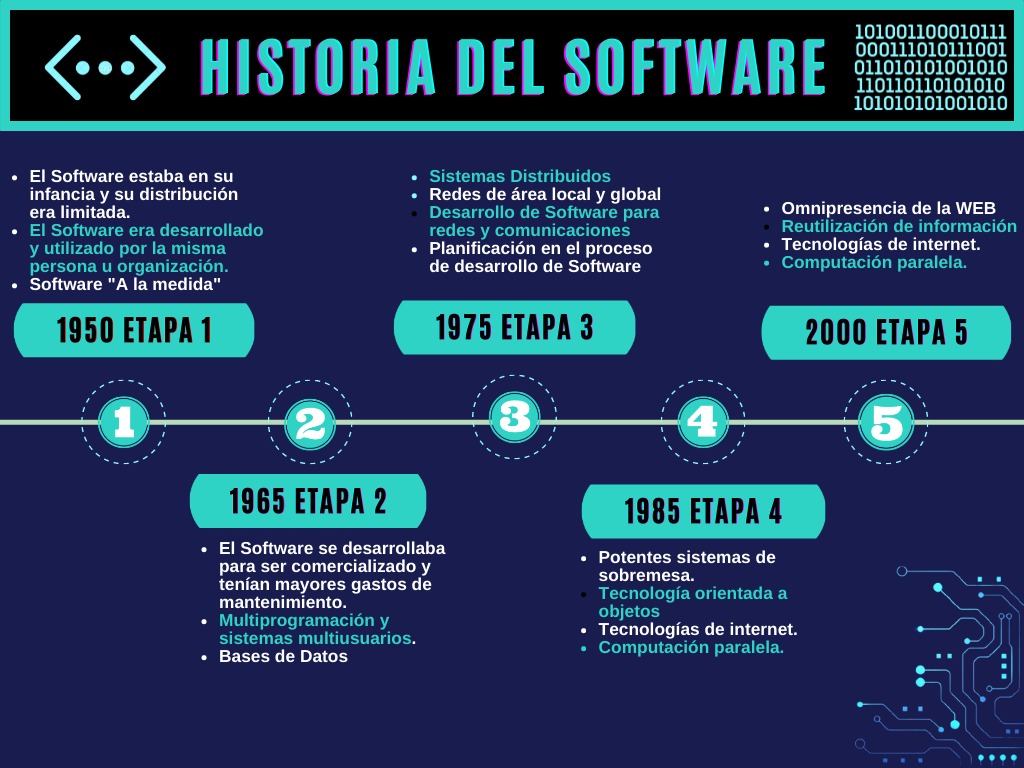 HISTORIA DEL SOFTWARE
101001100010111
000111010111001
011010101001010
110110110101010
101010101001010
El Software estaba en su
infancia y su distribución
era limitada.
El Software era desarrollado
y utilizado por la misma
persona u organización.
Software "A la medida"
1950 ETAPA 1
Sistemas Distribuidos
Redes de área local y global
Desarrollo de Software para
redes y comunicaciones
Planificación en el proceso
de desarrollo de Software
1975 ETAPA 3
Omnipresencia de la WEB
Reutilización de información
Tecnologías de internet.
Computación paralela.
2000 ETAPA 5
1
2
3
4
5
1965 ETAPA 2
El Software se desarrollaba
para ser comercializado y
tenían mayores gastos de
mantenimiento.
Multiprogramación y
sistemas multiusuarios.
Bases de Datos
1985 ETAPA 4
Potentes sistemas de
sobremesa.
Tecnología orientada a
objetos
Tecnologías de internet.
Computación paralela.